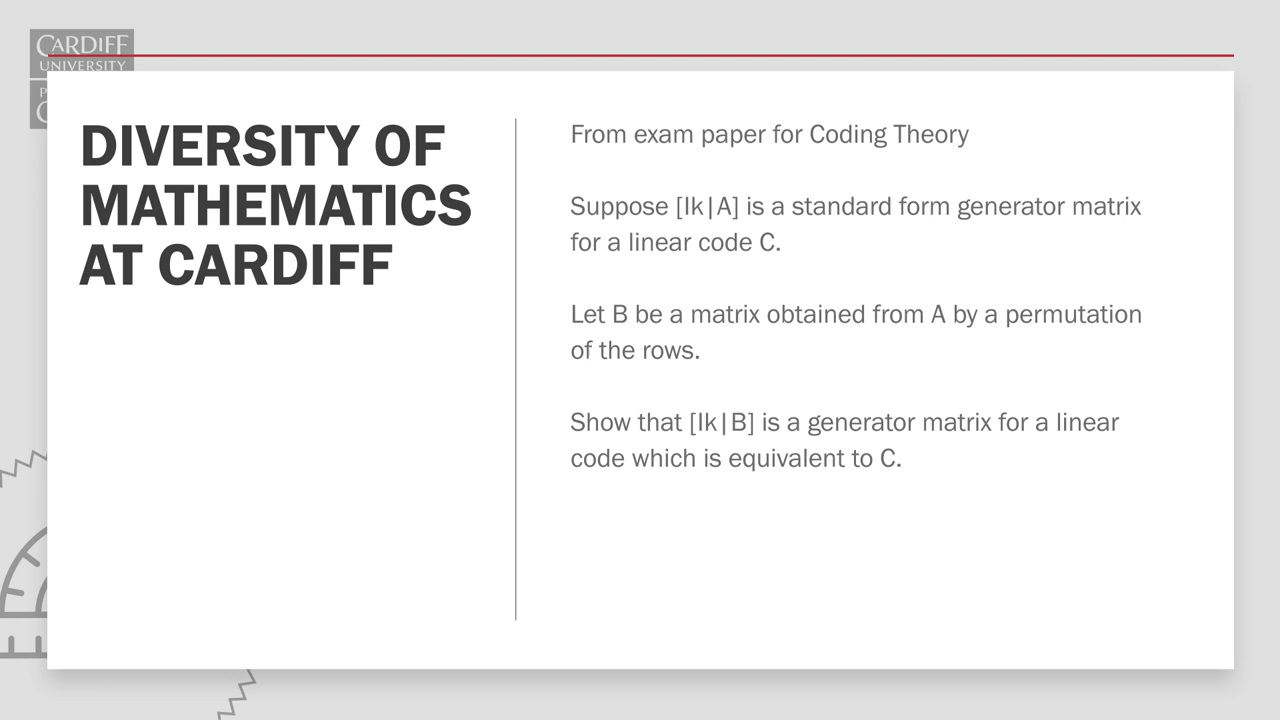 CARDIFF
UNIVERSITY
DIVERSITY OF
MATHEMATICS
AT CARDIFF
From exam paper for Coding Theory
Suppose [Ik|A] is a standard form generator matrix
for a linear code C.
Let B be a matrix obtained from A by a permutation
of the rows.
Show that [Ik|B] is a generator matrix for a linear
code which is equivalent to C.